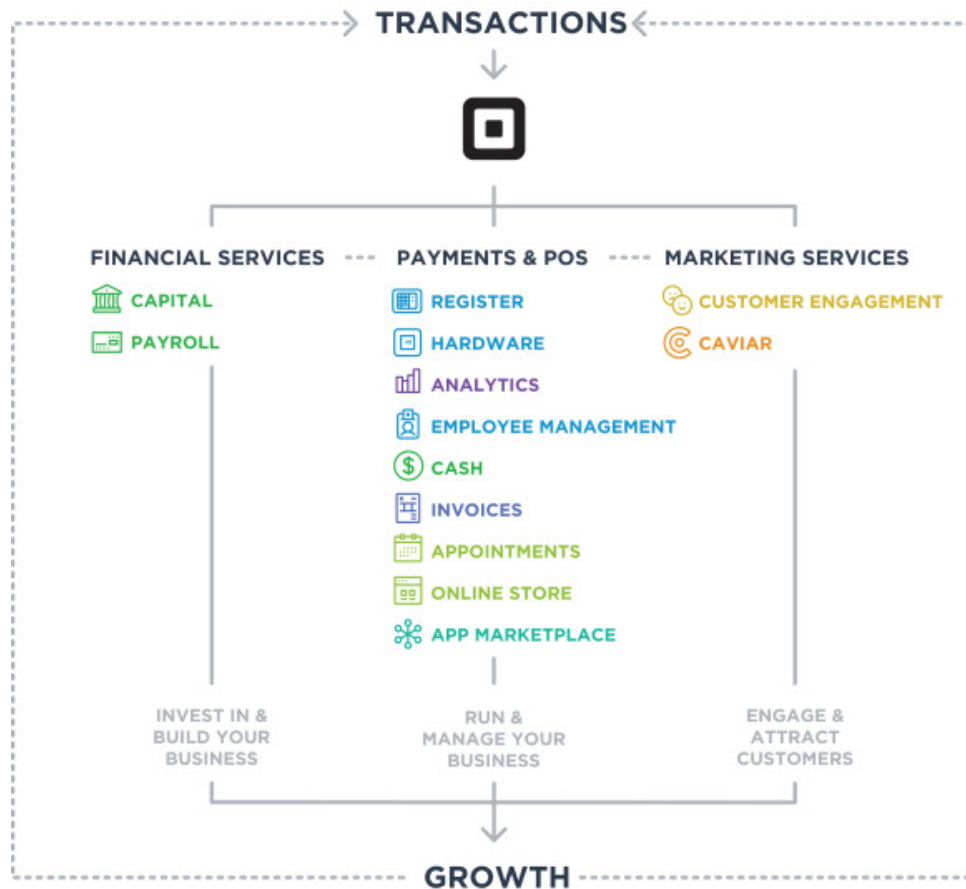 TRANSACTIONS
FINANCIAL SERVICES
CAPITAL
PAYROLL
PAYMENTS & POS
REGISTER
HARDWARE
ANALYTICS
EMPLOYEE MANAGEMENT
$
CASH
INVOICES
APPOINTMENTS
ONLINE STORE
APP MARKETPLACE
MARKETING SERVICES
CUSTOMER ENGAGEMENT
CAVIAR
INVEST IN &
BUILD YOUR
BUSINESS
RUN &
MANAGE YOUR
BUSINESS
ENGAGE &
ATTRACT
CUSTOMERS
GROWTH